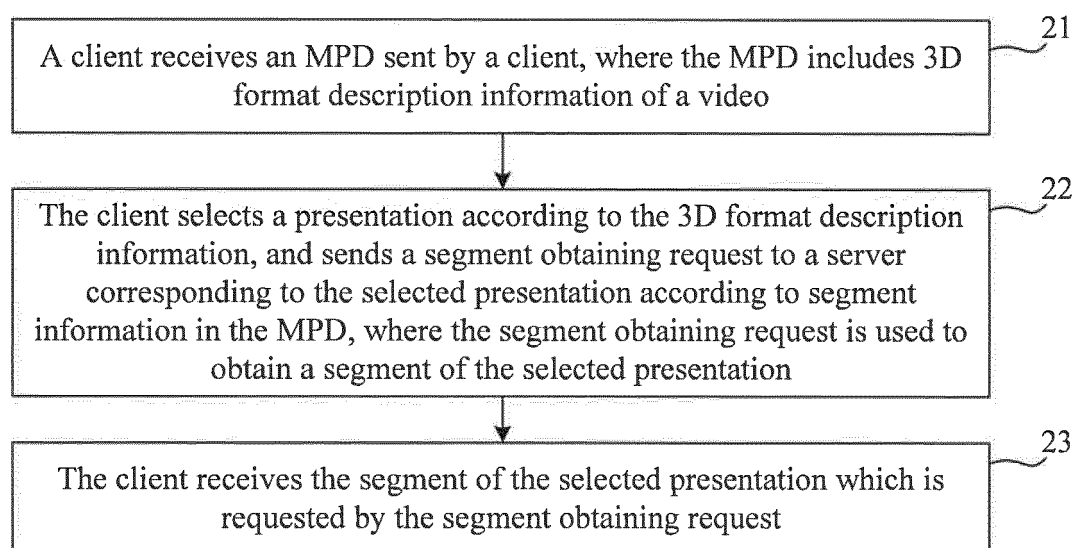 21
A client receives an MPD sent by a client, where the MPD includes 3D
format description information of a video
22
The client selects a presentation according to the 3D format description
information, and sends a segment obtaining request to a server
corresponding to the selected presentation according to segment
information in the MPD, where the segment obtaining request is used to
obtain a segment of the selected presentation
23
The client receives the segment of the selected presentation which is
requested by the segment obtaining request